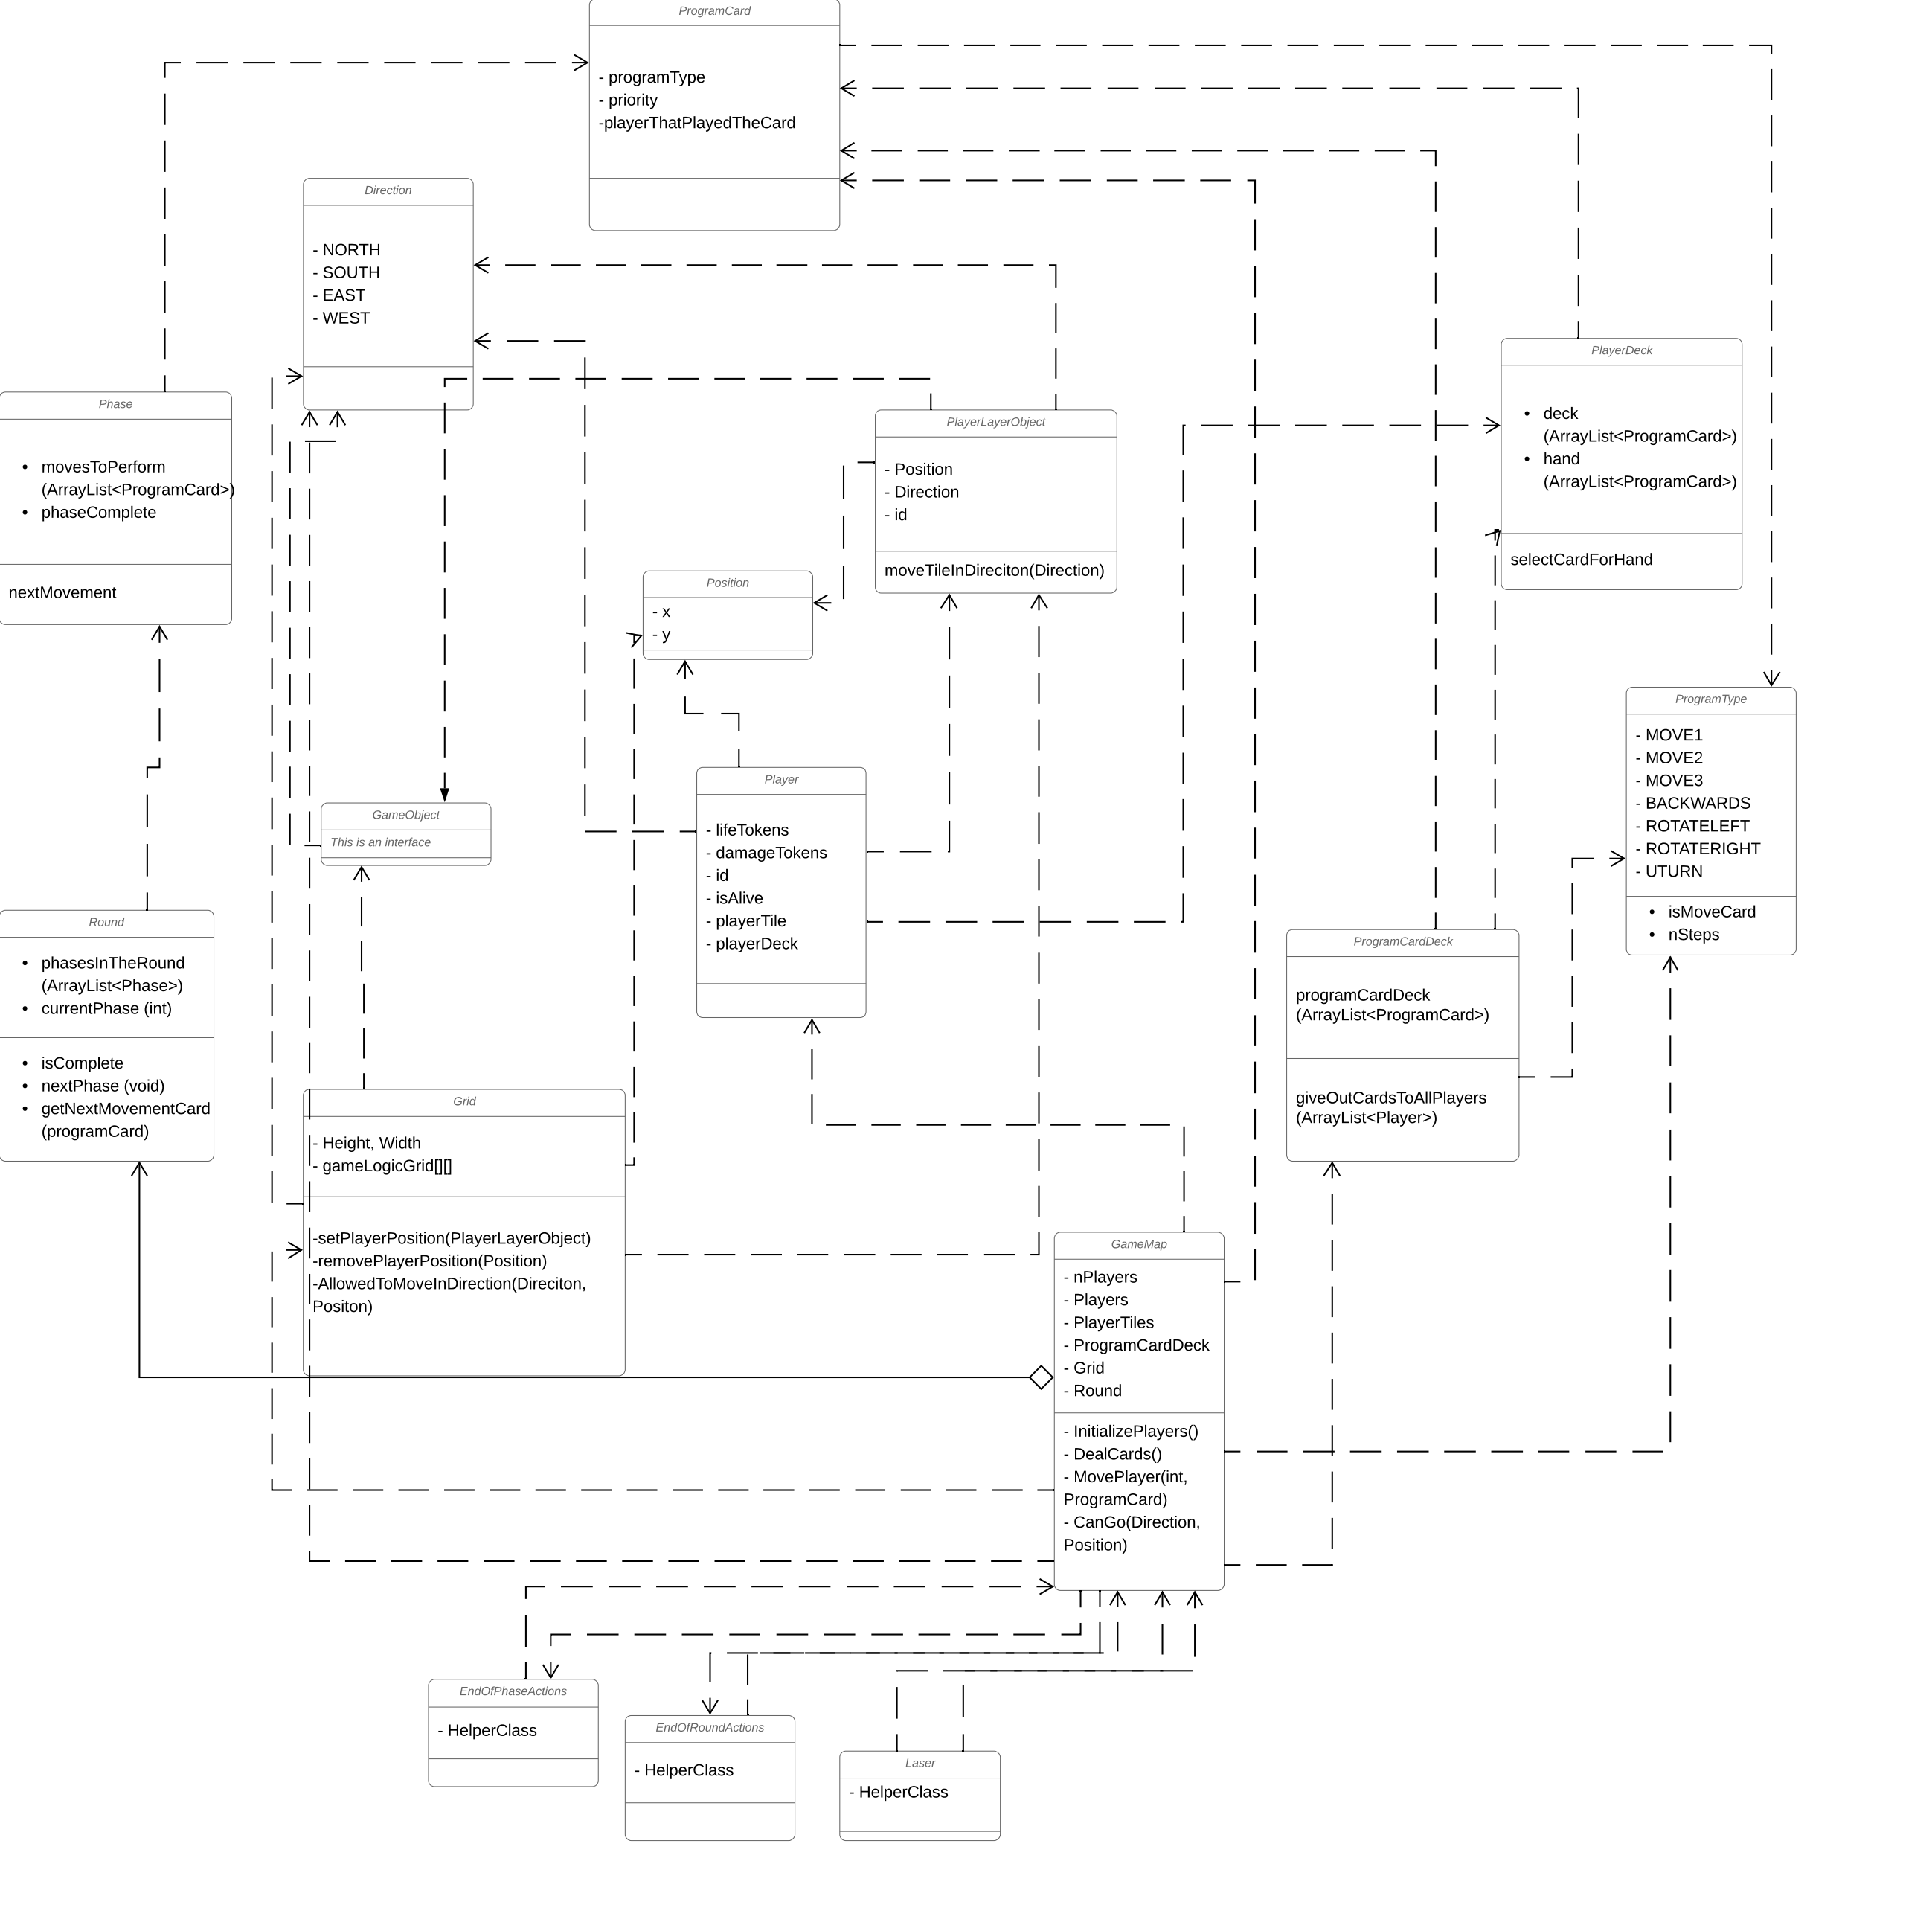 ProgramCard
- programType
- priority
-playerThatPlayedTheCard
Direction
- NORTH
- SOUTH
- EAST
- WEST
PlayerDeck
• deck
(ArrayList<ProgramCard>)
• hand
(ArrayList<ProgramCard>)
selectCardForHand
Phase
• movesToPerform
(ArrayList<ProgramCard>)
• phaseComplete
nextMovement
PlayerLayerObject
- Position
- Direction
- id
moveTileInDireciton(Direction)
Position
- x
- y
ProgramType
- MOVE1
- MOVE2
- MOVE3
- BACKWARDS
- ROTATELEFT
- ROTATERIGHT
- UTURN
• isMoveCard
• nSteps
Player
- lifeTokens
- damageTokens
- id
- isAlive
- playerTile
- playerDeck
GameObject
This is an interface
Round
• phasesInTheRound
(ArrayList<Phase>)
• currentPhase (int)
• isComplete
• nextPhase (void)
• getNextMovementCard
(programCard)
ProgramCardDeck
programCardDeck
(ArrayList<ProgramCard>)
giveOutCardsToAllPlayers
(ArrayList<Player>)
Grid
- Height, Width
- gameLogicGrid[][]
-setPlayerPosition(PlayerLayerObject)
-removePlayerPosition(Position)
-AllowedToMoveInDirection(Direciton,
Positon)
GameMap
- nPlayers
- Players
- PlayerTiles
- ProgramCardDeck
- Grid
- Round
- InitializePlayers()
- DealCards()
- MovePlayer(int,
ProgramCard)
- CanGo(Direction,
Position)
EndOfPhaseActions
- HelperClass
EndOfRoundActions
- HelperClass
Laser
- HelperClass